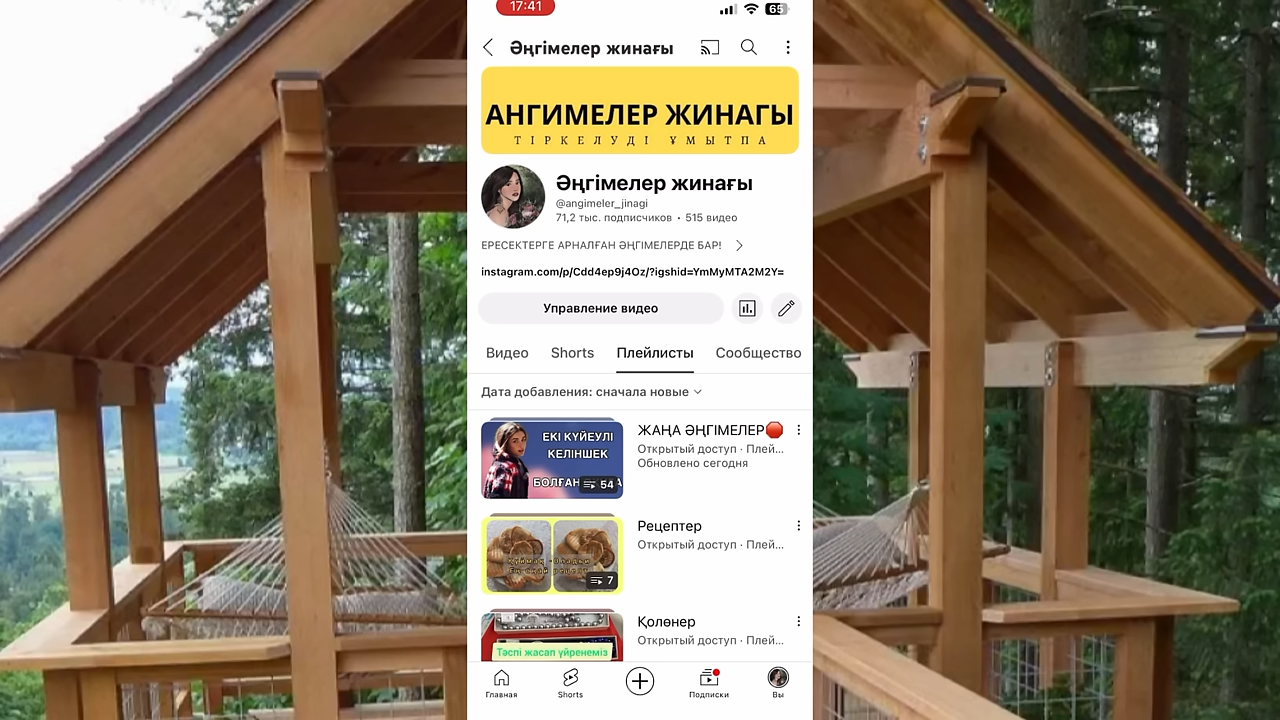 17:41
65
Әңгімелер жинағы
АНГИМЕЛЕР ЖИНАГЫ
ТІРКЕЛУДІ ҰМЫТПА
Әңгімелер жинағы
@angimeler_jinagi
71,2 тыс. подписчиков • 515 видео
ЕРЕСЕКТЕРГЕ АРНАЛҒАН ӘҢГІМЕЛЕРДЕ БАР!
instagram.com/p/Cdd4ep9j4Oz/?igshid=YmMyMTA2M2Y=
Управление видео
Видео Shorts Плейлисты Сообщество
Дата добавления: сначала новые
ЕКІ КҮЙЕУЛІ
КЕЛІНШЕК
54
ЖАҢА ӘҢГІМЕЛЕР
Открытый доступ · Плей...
Обновлено сегодня
7
Рецептер
Открытый доступ · Плей...
Тәспі жасап үйренеміз
Қолөнер
Открытый доступ · Плей...
Главная Shorts Подписки Вы